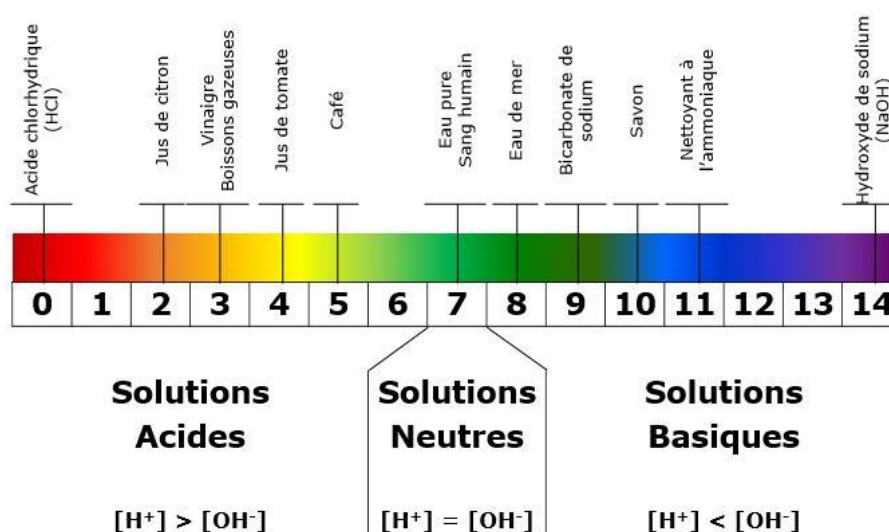 Acide chlorhydrique
(HCl)
Jus de citron
Vinaigre
Boissons gazeuses
Jus de tomate
Café
Eau pure
Sang humain
Eau de mer
Bicarbonate de
sodium
Savon
Nettoyant à
l'ammoniaque
Hydroxyde de sodium
(NaOH)
0 1 2 3 4 5 6 7 8 9 10 11 12 13 14
Solutions
Acides
[H⁺] > [OH⁻]
Solutions
Neutres
[H⁺] = [OH⁻]
Solutions
Basiques
[H⁺] < [OH⁻]